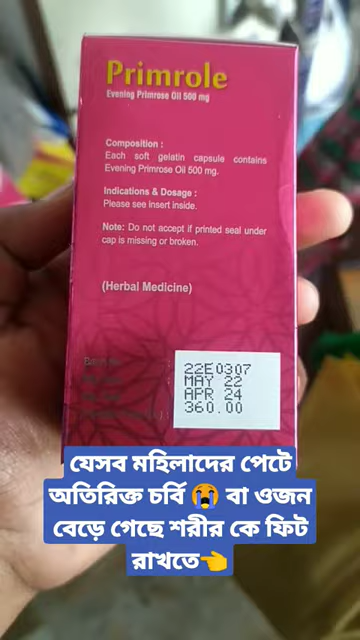 Primrole
Evening Primrose Oil 500 mg
Composition :
Each soft gelatin capsule contains
Evening Primrose Oil 500 mg.
Indications & Dosage :
Please see insert inside.
Note: Do not accept if printed seal under
cap is missing or broken.
(Herbal Medicine)
22E0307
MAY 22
APR 24
360.00
যেসব মহিলাদের পেটে
অতিরিক্ত চর্বি 😭 বা ওজন
বেড়ে গেছে শরীর কে ফিট
রাখতে👈